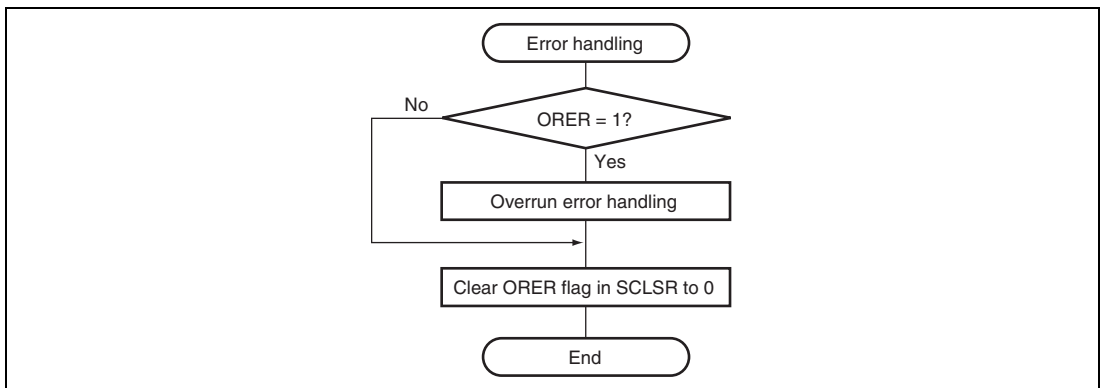 Error handling
No
ORER = 1?
Yes
Overrun error handling
Clear ORER flag in SCLSR to 0
End